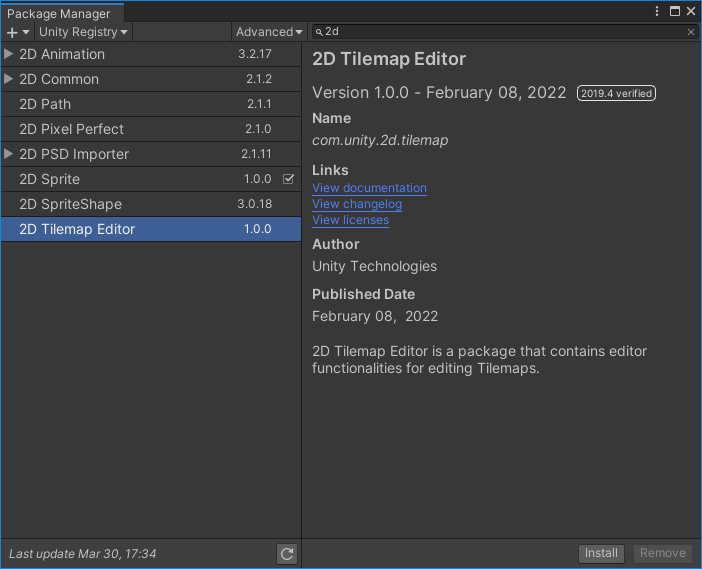 Package Manager
Unity Registry
Advanced
2d
2D Animation 3.2.17
2D Common 2.1.2
2D Path 2.1.1
2D Pixel Perfect 2.1.0
2D PSD Importer 2.1.11
2D Sprite 1.0.0
2D SpriteShape 3.0.18
2D Tilemap Editor 1.0.0
Last update Mar 30, 17:34
2D Tilemap Editor
Version 1.0.0 - February 08, 2022 2019.4 verified
Name
com.unity.2d.tilemap
Links
View documentation
View changelog
View licenses
Author
Unity Technologies
Published Date
February 08, 2022
2D Tilemap Editor is a package that contains editor
functionalities for editing Tilemaps.
Install Remove